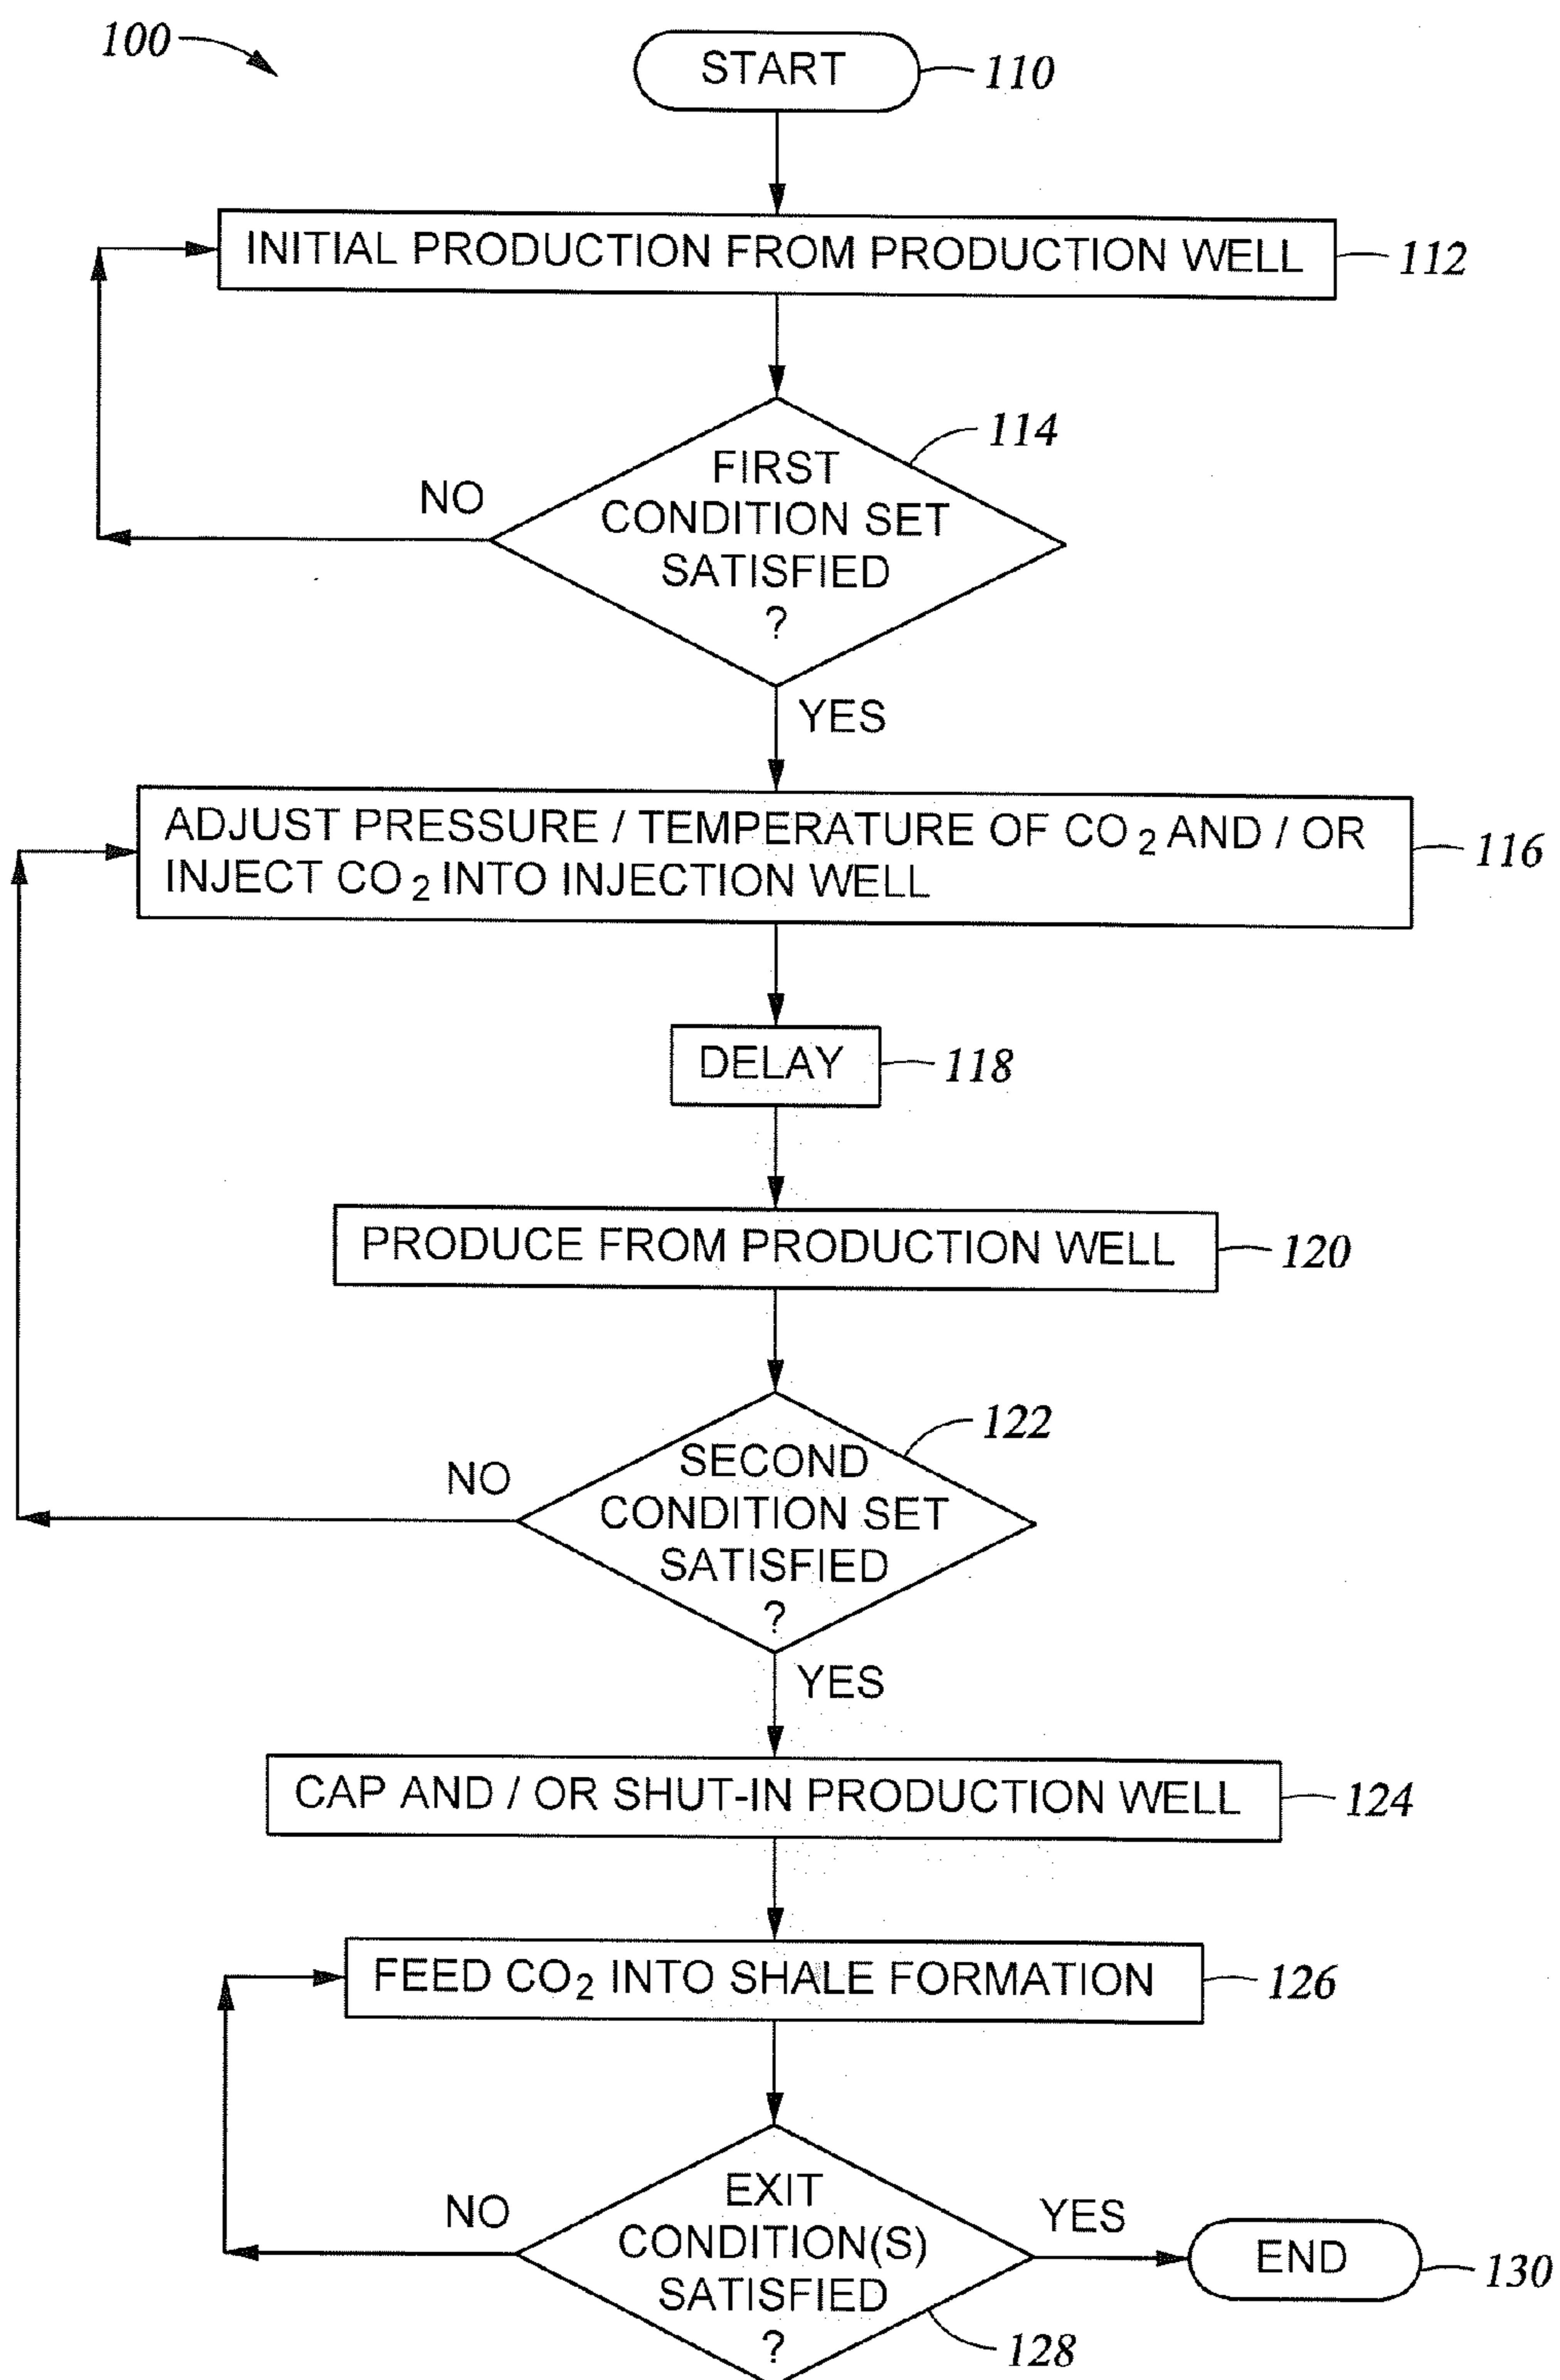 100
START
110
INITIAL PRODUCTION FROM PRODUCTION WELL
112
114
FIRST
CONDITION SET
SATISFIED
?
NO
YES
ADJUST PRESSURE / TEMPERATURE OF CO2 AND / OR
INJECT CO2 INTO INJECTION WELL
116
DELAY
118
PRODUCE FROM PRODUCTION WELL
120
122
SECOND
CONDITION SET
SATISFIED
?
NO
YES
CAP AND / OR SHUT-IN PRODUCTION WELL
124
FEED CO2 INTO SHALE FORMATION
126
EXIT
CONDITION(S)
SATISFIED
?
NO
YES
END
130
128